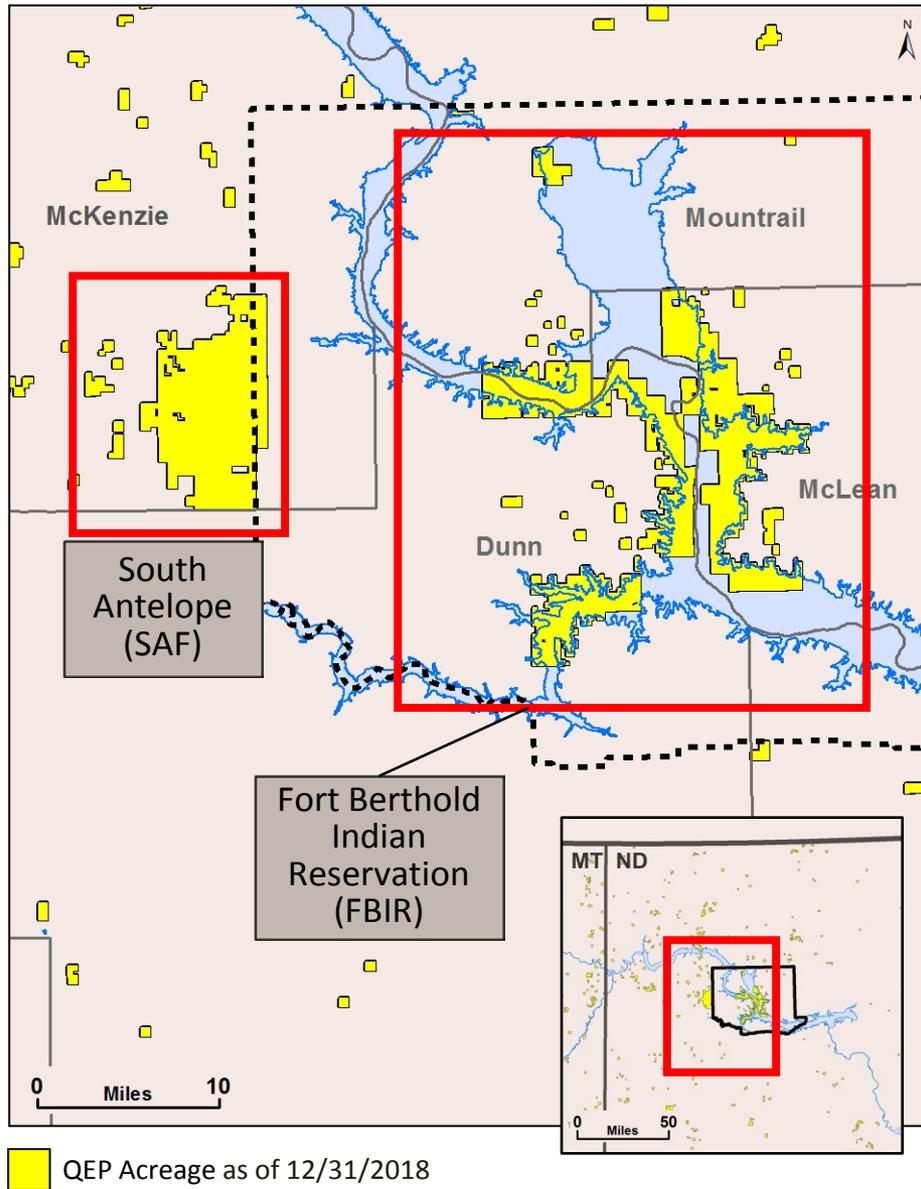 N
McKenzie
Mountrail
McLean
Dunn
South
Antelope
(SAF)
Fort Berthold
Indian
Reservation
(FBIR)
MT
ND
0
50
Miles
0
10
Miles
QEP Acreage as of 12/31/2018